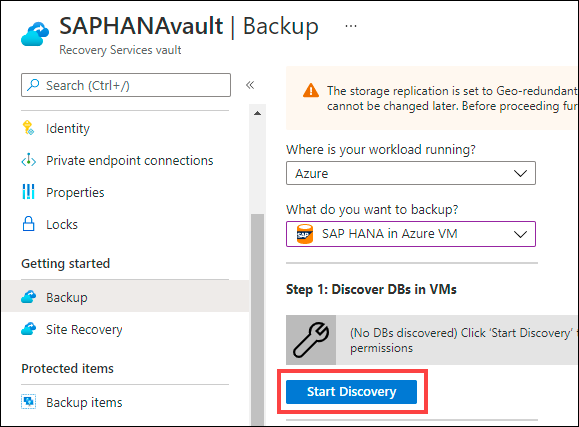 SAPHANAvault | Backup ...
Recovery Services vault
Search (Ctrl+/)
«
Identity
Private endpoint connections
Properties
Locks
Getting started
Backup
Site Recovery
Protected items
Backup items
The storage replication is set to Geo-redundant
cannot be changed later. Before proceeding fur
Where is your workload running?
Azure
What do you want to backup?
SAP
SAP HANA in Azure VM
Step 1: Discover DBs in VMs
(No DBs discovered) Click 'Start Discovery'
permissions
Start Discovery